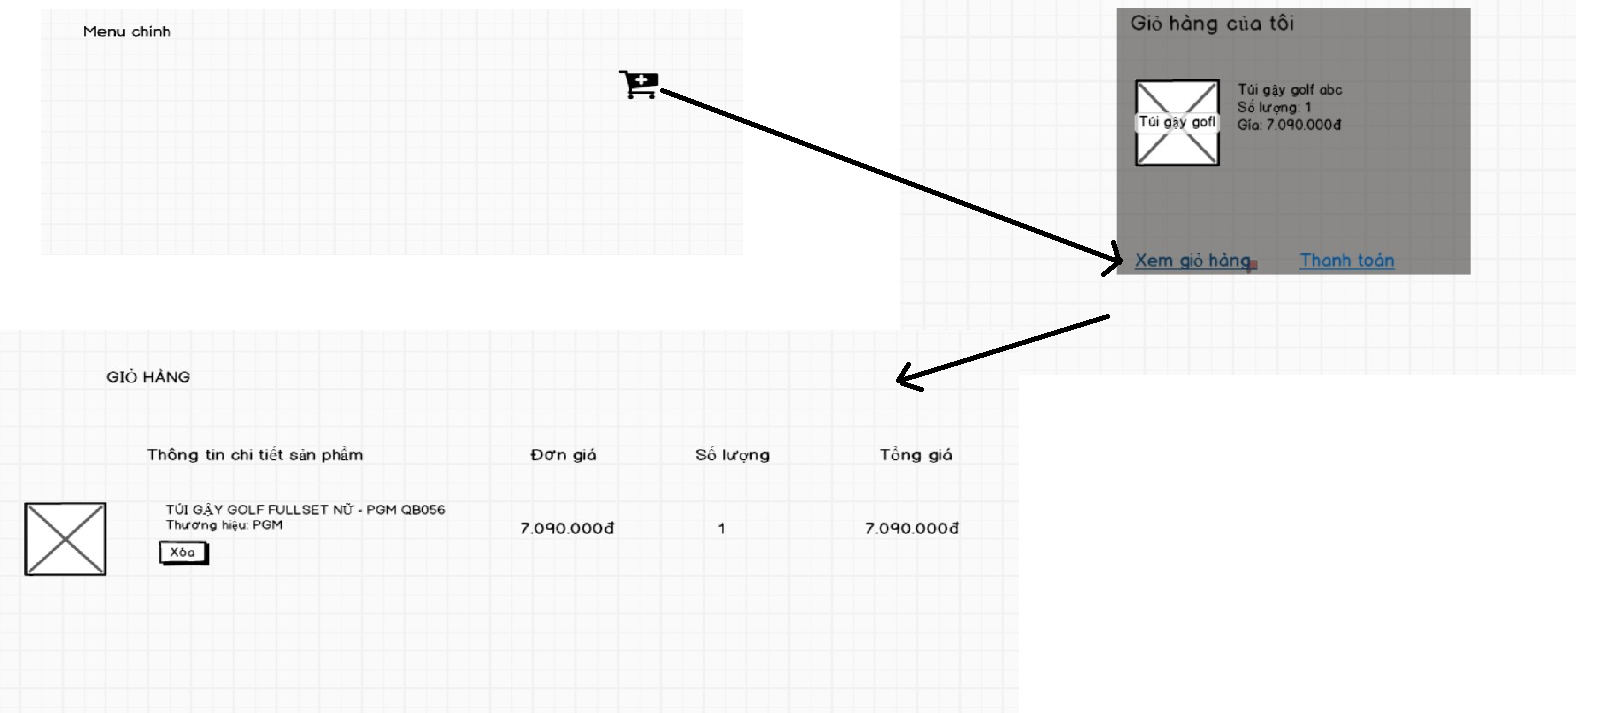 Menu chính
Giỏ hàng của tôi
Túi gậy gofl
Túi gậy golf abc
Số lượng: 1
Gía: 7.090.000đ
Xem giỏ hàng
Thanh toán
GIỎ HÀNG
Thông tin chi tiết sản phẩm Đơn giá Số lượng Tổng giá
TÚI GẬY GOLF FULLSET NỮ - PGM QB056
Thương hiệu: PGM
7.090.000đ 1 7.090.000đ
Xóa